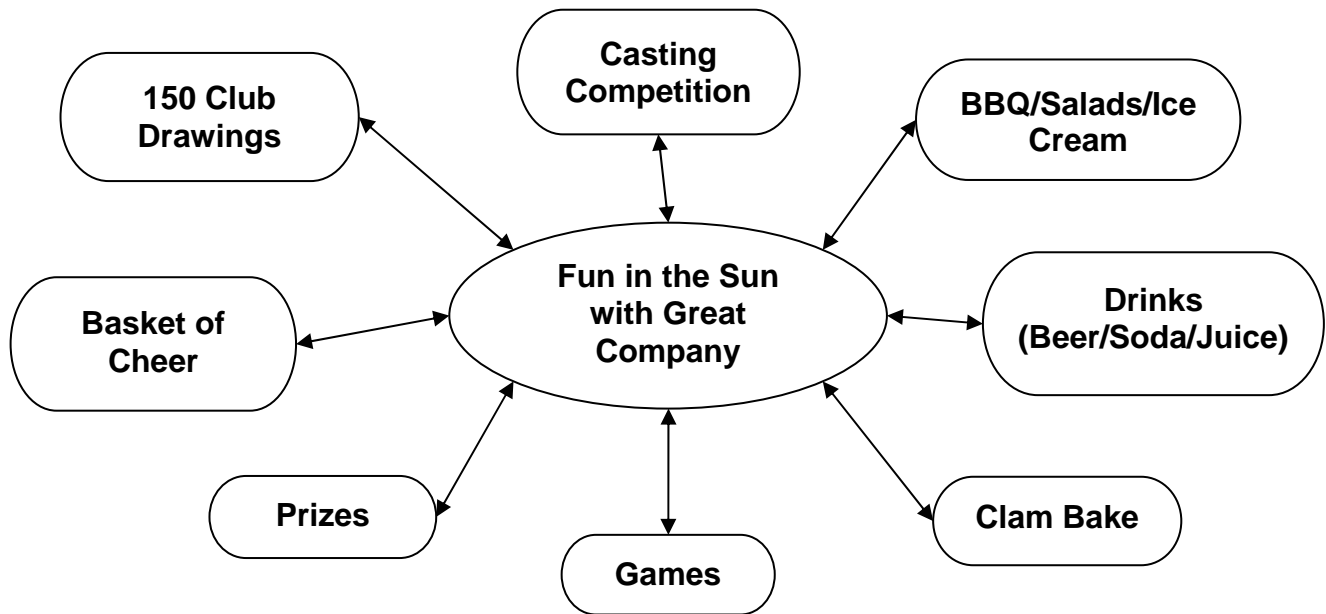 Casting
Competition
150 Club
Drawings
BBQ/Salads/Ice
Cream
Fun in the Sun
with Great
Company
Basket of
Cheer
Drinks
(Beer/Soda/Juice)
Prizes
Games
Clam Bake